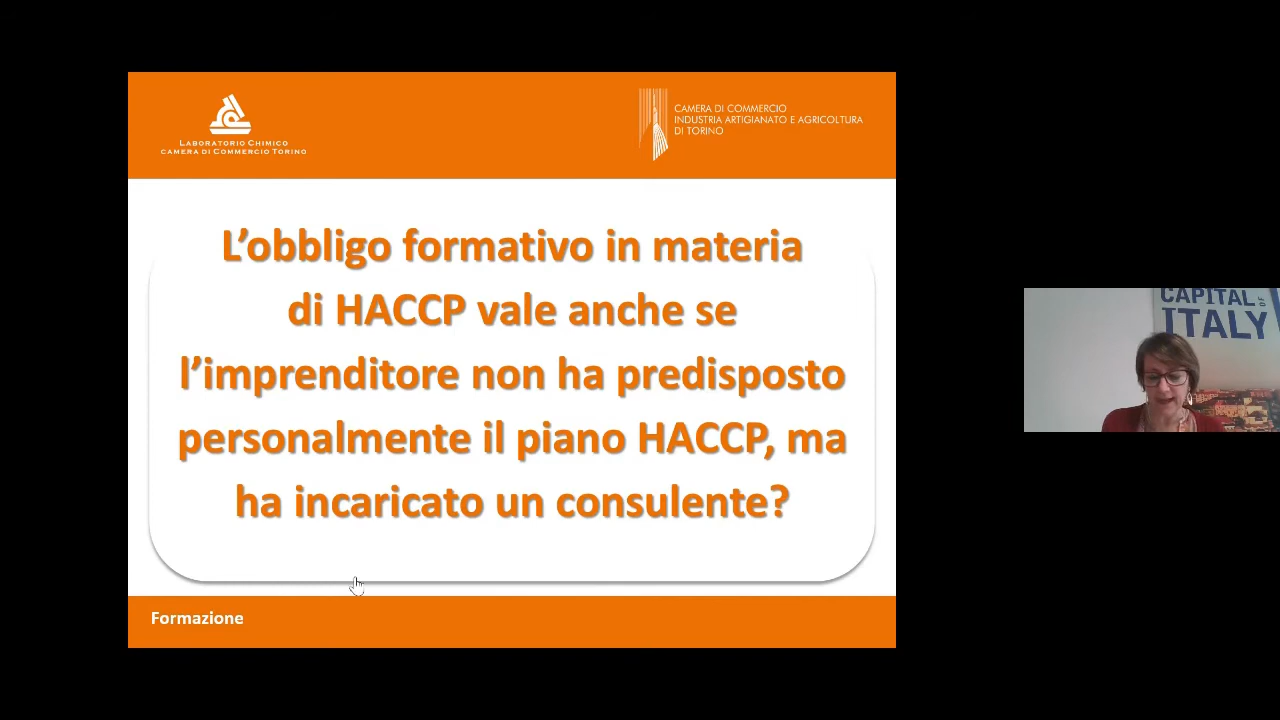 LABORATORIO CHIMICO
CAMERA DI COMMERCIO TORINO
CAMERA DI COMMERCIO
INDUSTRIA ARTIGIANATO E AGRICOLTURA
DI TORINO
L'obbligo formativo in materia
di HACCP vale anche se
l'imprenditore non ha predisposto
personalmente il piano HACCP, ma
ha incaricato un consulente?
Formazione
CAPITAL OF
ITALY